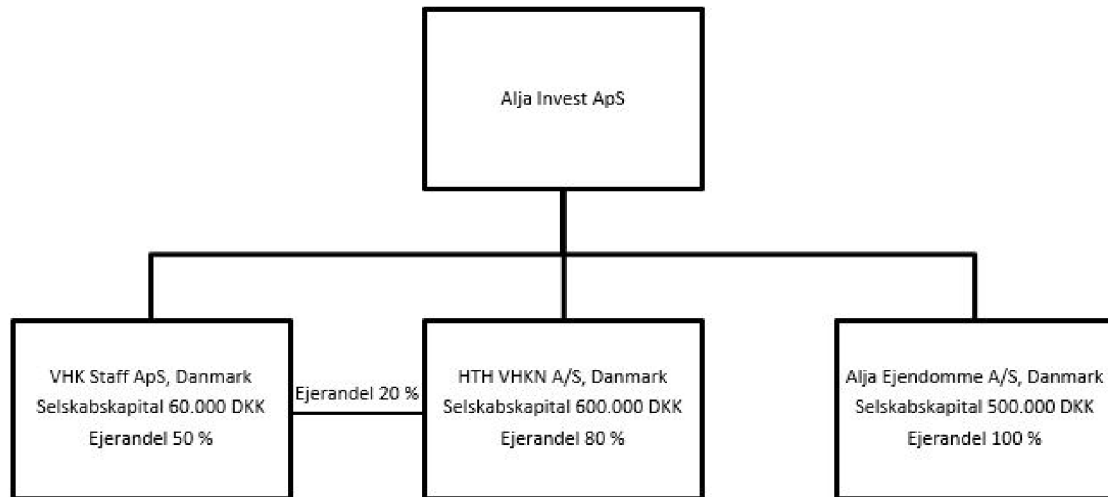 Alja Invest ApS
VHK Staff ApS, Danmark
Selskabskapital 60.000 DKK
Ejerandel 50 %
Ejerandel 20 %
HTH VHKN A/S, Danmark
Selskabskapital 600.000 DKK
Ejerandel 80 %
Alja Ejendomme A/S, Danmark
Selskabskapital 500.000 DKK
Ejerandel 100 %